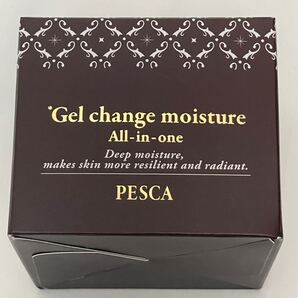 *Gel change moisture
All-in-one
Deep moisture,
makes skin more resilient and radiant.
PESCA